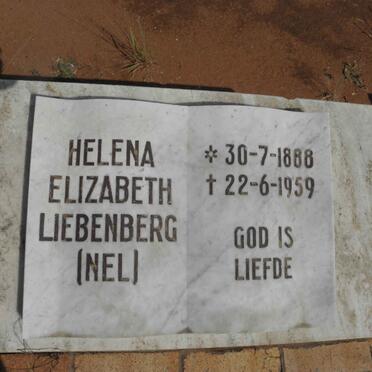 HELENA
ELIZABETH
LIEBENBERG
(NEL)
* 30-7-1888
† 22-6-1959
GOD IS
LIEFDE